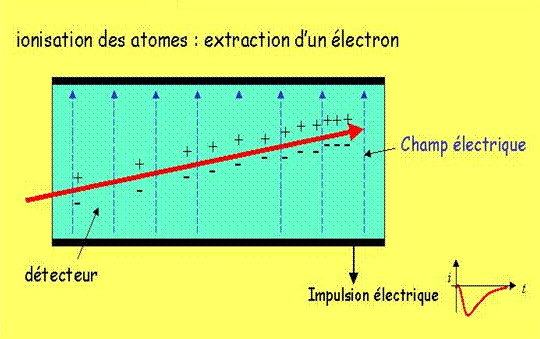 ionisation des atomes : extraction d'un électron
Champ électrique
détecteur
Impulsion électrique
i
t